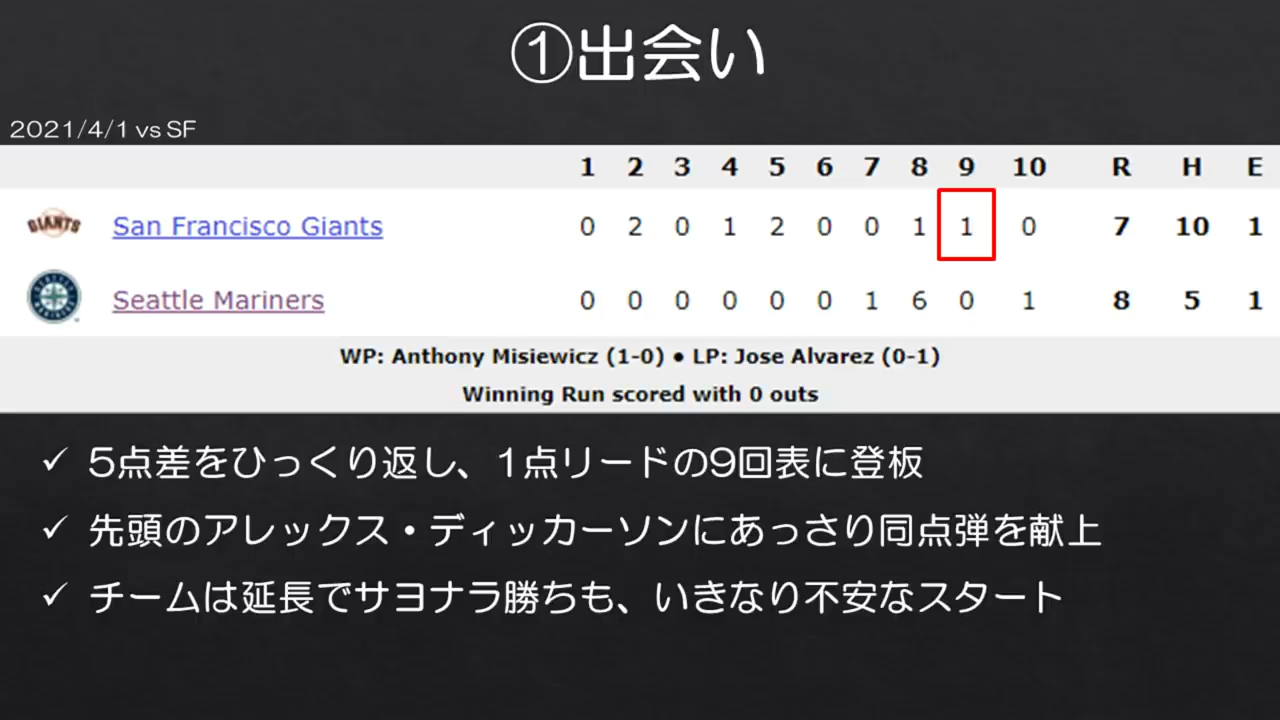 ①出会い
2021/4/1 vs SF
1 2 3 4 5 6 7 8 9 10 R H E
GIANTS San Francisco Giants 0 2 0 1 2 0 0 1 1 0 7 10 1
Seattle Mariners 0 0 0 0 0 0 1 6 0 1 8 5 1
WP: Anthony Misiewicz (1-0) ● LP: Jose Alvarez (0-1)
Winning Run scored with 0 outs
✓ 5点差をひっくり返し、1点リードの9回表に登板
✓ 先頭のアレックス・ディッカーソンにあっさり同点弾を献上
✓ チームは延長でサヨナラ勝ちも、いきなり不安なスタート